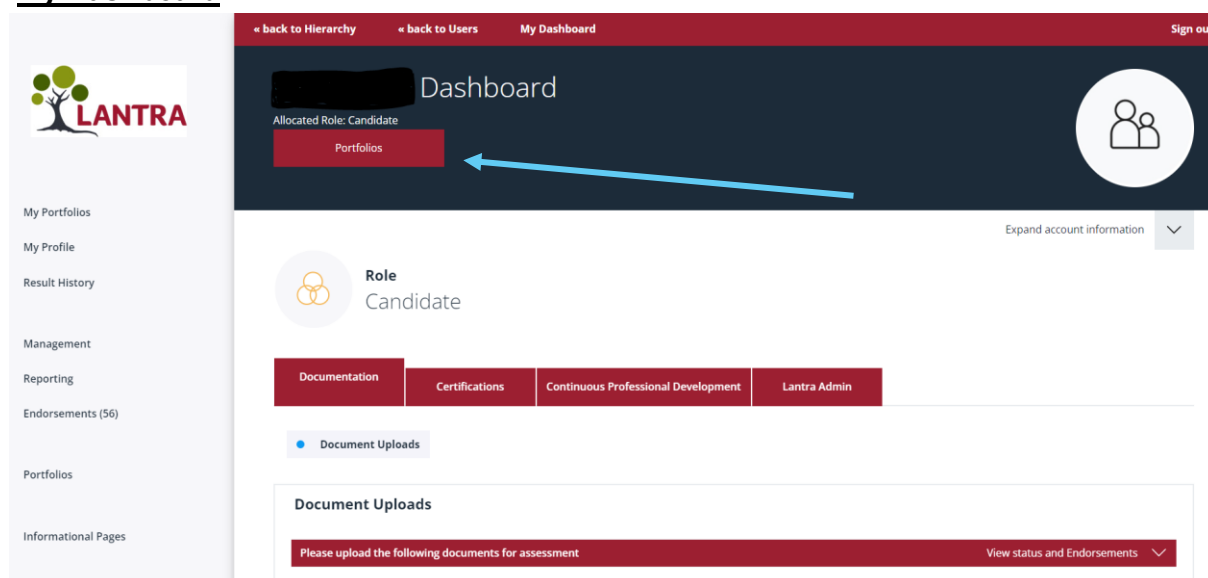 « back to Hierarchy « back to Users My Dashboard Sign ou
LANTRA
Dashboard
Allocated Role: Candidate
Portfolios
My Portfolios
Expand account information
My Profile
Role
Result History
Candidate
Management
Reporting
Documentation Certifications Continuous Professional Development Lantra Admin
Endorsements (56)
Document Uploads
Portfolios
Document Uploads
Informational Pages
Please upload the following documents for assessment View status and Endorsements